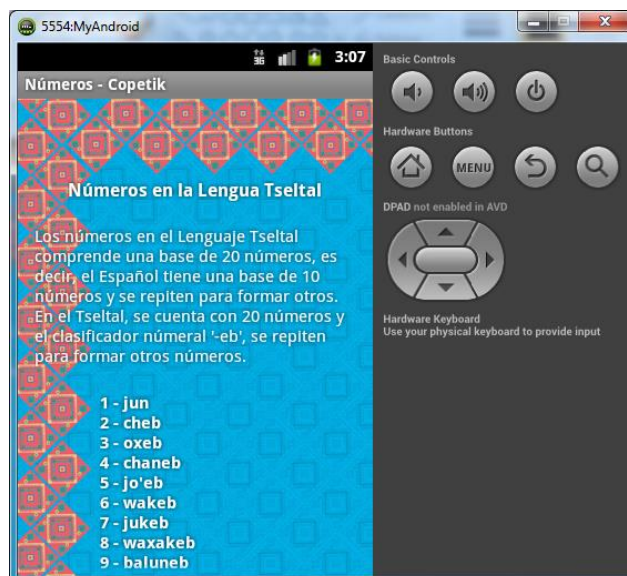 5554:MyAndroid
3G
3:07
Números - Copetik
Números en la Lengua Tseltal
Los números en el Lenguaje Tseltal
comprende una base de 20 números, es
decir, el Español tiene una base de 10
números y se repiten para formar otros.
En el Tseltal, se cuenta con 20 números y
el clasificador númeral '-eb', se repiten
para formar otros números.
1 - jun
2 - cheb
3 - oxeb
4 - chaneb
5 - jo'eb
6 - wakeb
7 - jukeb
8 - waxakeb
9 - baluneb
Basic Controls
Hardware Buttons
MENU
DPAD not enabled in AVD
Hardware Keyboard
Use your physical keyboard to provide input